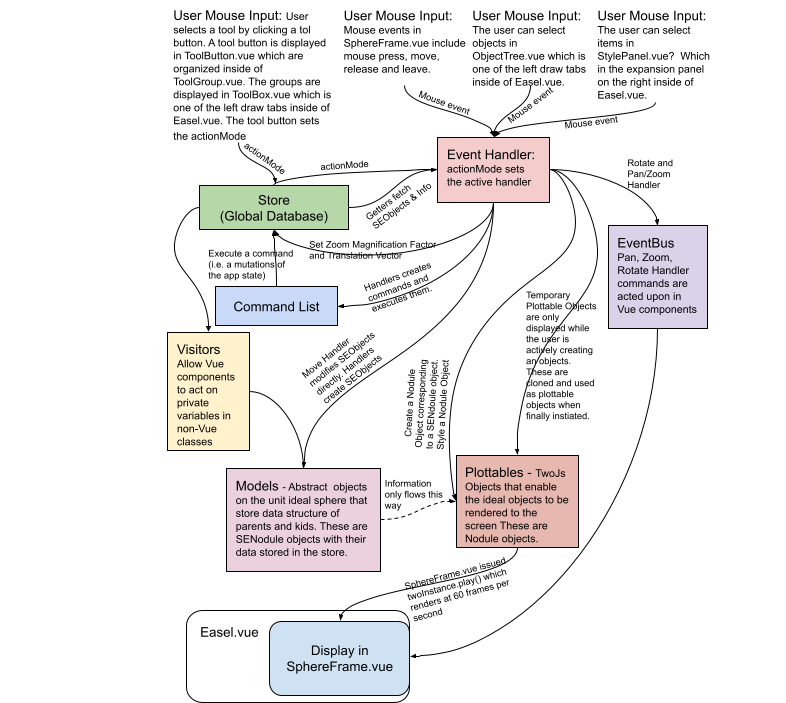 User Mouse Input: User
selects a tool by clicking a tol
button. A tool button is displayed
in ToolButton.vue which are
organized inside of
ToolGroup.vue. The groups are
displayed in ToolBox.vue which is
one of the left draw tabs inside of
Easel.vue. The tool button sets
the actionMode
User Mouse Input:
Mouse events in
SphereFrame.vue include
mouse press, move,
release and leave.
User Mouse Input:
The user can select
objects in
ObjectTree.vue which is
one of the left draw tabs
inside of Easel.vue.
User Mouse Input:
The user can select
items in
StylePanel.vue? Which
in the expansion panel
on the right inside of
Easel.vue.
Mouse event
Mouse event
Mouse event
actionMode
actionMode
Event Handler:
actionMode sets
the active handler
Rotate and
Pan/Zoom
Handler
Store
(Global Database)
Getters fetch
SEObjects & Info
Set Zoom Magnification Factor
and Translation Vector
EventBus
Pan, Zoom,
Rotate Handler
commands are
acted upon in
Vue components
Execute a command
(i.e. a mutations of
the app state)
Handlers creates
commands and
executes them.
Command List
Temporary
Plottable Objects
are only
displayed while
the user is
actively creating
an objects.
These are
cloned and used
as plottable
objects when
finally instiated.
Visitors
Allow Vue
components
to act on
private
variables in
non-Vue
classes
Move Handler
modifies SEObjects
directly. Handlers
create SEObjects
Create a Nodule
Object corresponding
to a SENdoule object.
Style a Nodule Object
Models - Abstract objects
on the unit ideal sphere that
store data structure of
parents and kids. These are
SENodule objects with their
data stored in the store.
Information
only flows this
way
Plottables - TwoJs
Objects that enable
the ideal objects to be
rendered to the
screen These are
Nodule objects.
SphereFrame.vue issued
twoInstance.play() which
renders at 60 frames per
second
Easel.vue
Display in
SphereFrame.vue